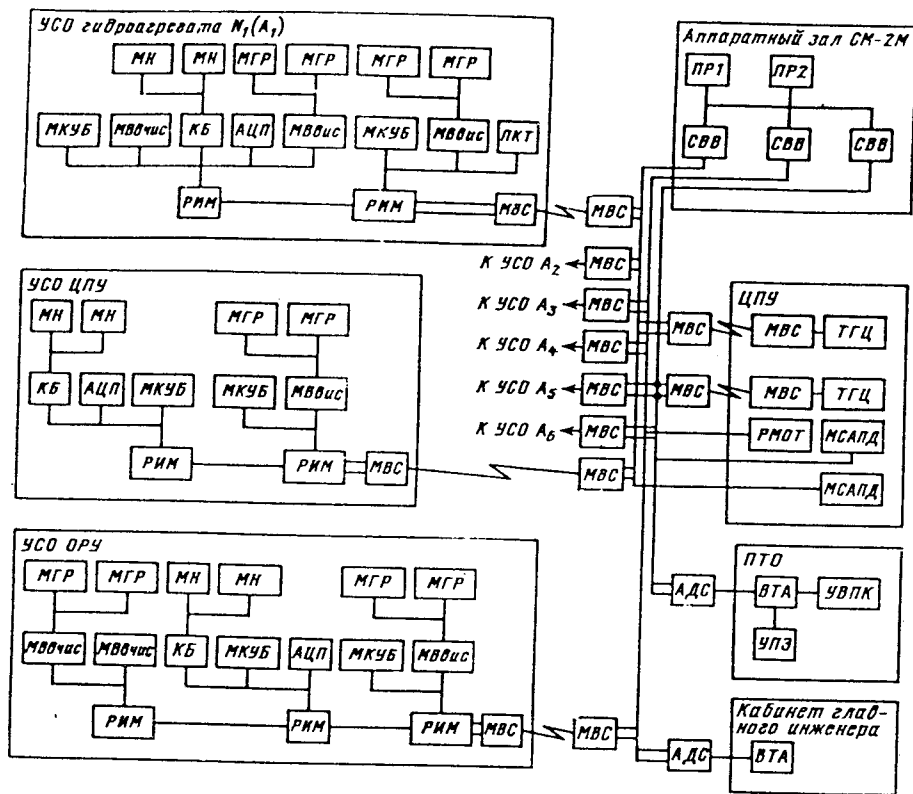 УСО гидроагрегата N1(A1)
МН МН МГР МГР МГР МГР
МКУБ МВвчис КБ АЦП МВвис МКУБ МВвис ЛКТ
РИМ РИМ МВС МВС
Аппаратный зал СМ-2М
ПР1 ПР2
СВВ СВВ СВВ
К УСО А2 МВС
К УСО А3 МВС
К УСО А4 МВС
К УСО А5 МВС
К УСО А6 МВС
УСО ЦПУ
МН МН МГР МГР
КБ АЦП МКУБ МКУБ МВвис
РИМ РИМ МВС МВС
ЦПУ
МВС МВС ТГЦ
МВС МВС ТГЦ
РМОТ МСАПД
МСАПД
УСО ОРУ
МГР МГР МН МН МГР МГР
МВвчис МВвчис КБ МКУБ АЦП МКУБ МВвис
РИМ РИМ РИМ МВС МВС
ПТО
АДС ВТА УВПК
УПЭ
Кабинет глав-
ного инженера
АДС ВТА